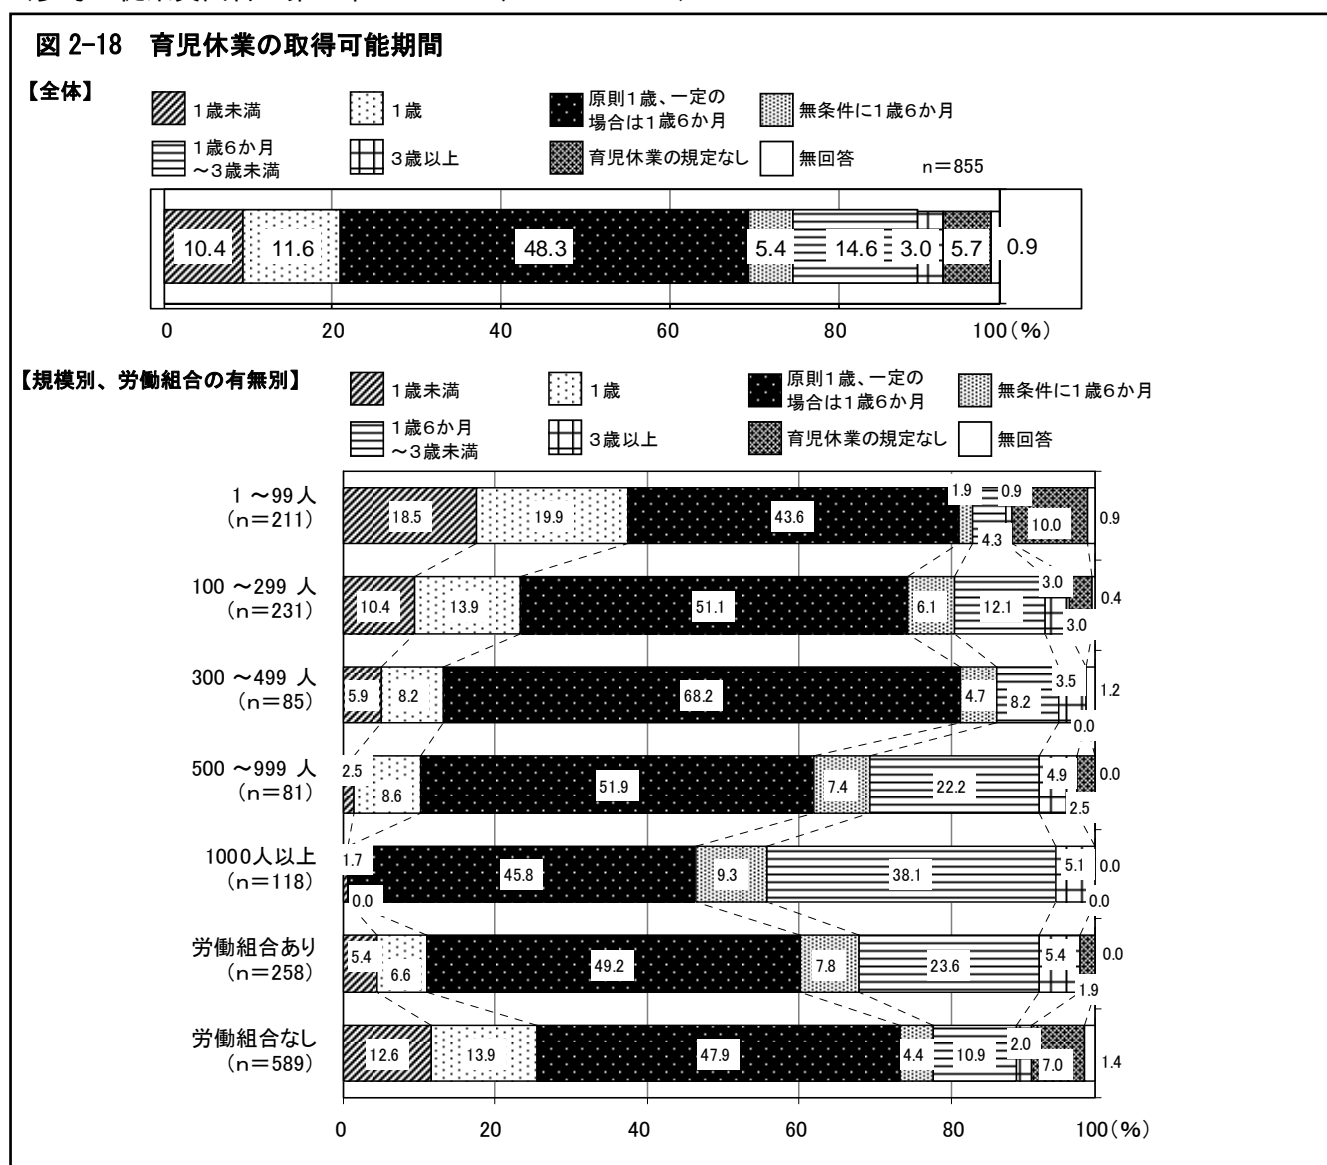 図 2-18　育児休業の取得可能期間
【全体】
1歳未満　1歳　原則1歳、一定の
場合は1歳6か月　無条件に1歳6か月
1歳6か月
～3歳未満　3歳以上　育児休業の規定なし　無回答　n＝855
10.4　11.6　48.3　5.4　14.6　3.0　5.7　0.9
0　20　40　60　80　100(％)
【規模別、労働組合の有無別】
1歳未満　1歳　原則1歳、一定の
場合は1歳6か月　無条件に1歳6か月
1歳6か月
～3歳未満　3歳以上　育児休業の規定なし　無回答
1 ～99人
(n＝211)
18.5　19.9　43.6　1.9　4.3　0.9　10.0　0.9
100 ～299 人
(n＝231)
10.4　13.9　51.1　6.1　12.1　3.0　3.0　0.4
300 ～499 人
(n＝85)
5.9　8.2　68.2　4.7　8.2　3.5　0.0　1.2
500 ～999 人
(n＝81)
2.5　8.6　51.9　7.4　22.2　4.9　2.5　0.0
1000人以上
(n＝118)
1.7　0.0　45.8　9.3　38.1　5.1　0.0　0.0
労働組合あり
(n＝258)
5.4　6.6　49.2　7.8　23.6　5.4　1.9　0.0
労働組合なし
(n＝589)
12.6　13.9　47.9　4.4　10.9　2.0　7.0　1.4
0　20　40　60　80　100(％)